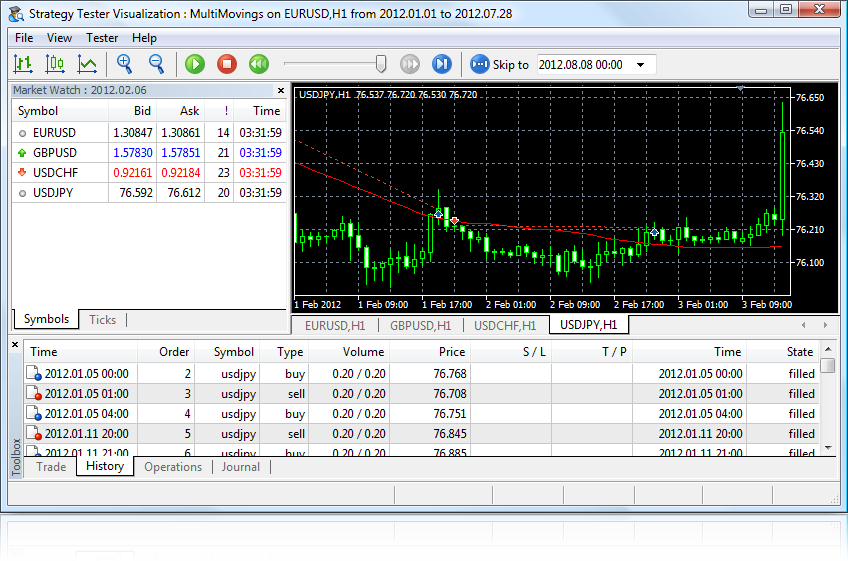 Strategy Tester Visualization : MultiMovings on EURUSD,H1 from 2012.01.01 to 2012.07.28
File View Tester Help
Skip to 2012.08.08 00:00
Market Watch : 2012.02.06
Symbol Bid Ask ! Time
EURUSD 1.30847 1.30861 14 03:31:59
GBPUSD 1.57830 1.57851 21 03:31:59
USDCHF 0.92161 0.92184 23 03:31:59
USDJPY 76.592 76.612 20 03:31:59
Symbols Ticks
USDJPY,H1 76.537 76.720 76.530 76.720
76.650
76.540
76.430
76.320
76.210
76.100
1 Feb 2012 1 Feb 09:00 1 Feb 17:00 2 Feb 01:00 2 Feb 09:00 2 Feb 17:00 3 Feb 01:00 3 Feb 09:00
EURUSD,H1 GBPUSD,H1 USDCHF,H1 USDJPY,H1
Time Order Symbol Type Volume Price S / L T / P Time State
2012.01.05 00:00 2 usdjpy buy 0.20 / 0.20 76.768 2012.01.05 00:00 filled
2012.01.05 01:00 3 usdjpy sell 0.20 / 0.20 76.708 2012.01.05 01:00 filled
2012.01.05 04:00 4 usdjpy buy 0.20 / 0.20 76.751 2012.01.05 04:00 filled
2012.01.11 20:00 5 usdjpy sell 0.20 / 0.20 76.845 2012.01.11 20:00 filled
2012.01.11 21:00 6 usdjpy buy 0.20 / 0.20 76.885 2012.01.11 21:00 filled
Toolbox
Trade History Operations Journal